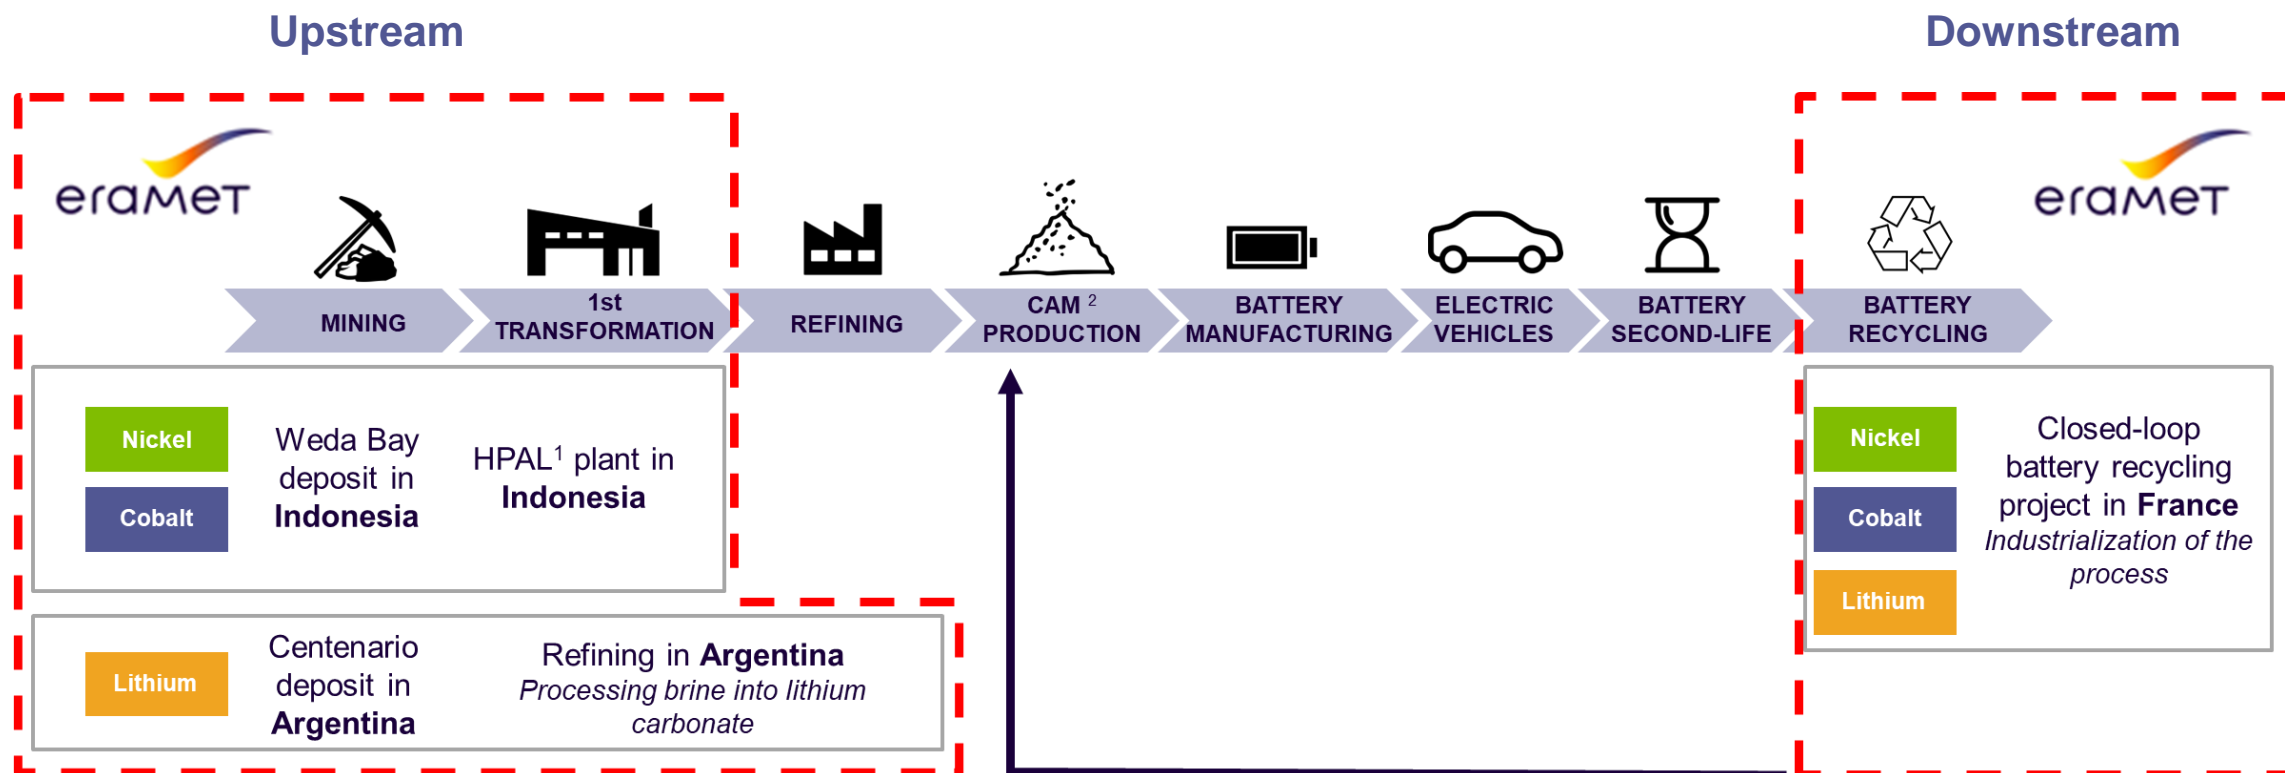 Upstream
Downstream
eramet
eramet
MINING
1st
TRANSFORMATION
REFINING
CAM 2
PRODUCTION
BATTERY
MANUFACTURING
ELECTRIC
VEHICLES
BATTERY
SECOND-LIFE
BATTERY
RECYCLING
Nickel
Cobalt
Weda Bay
deposit in
Indonesia
HPAL1 plant in
Indonesia
Nickel
Cobalt
Lithium
Closed-loop
battery recycling
project in France
Industrialization of the
process
Lithium
Centenario
deposit in
Argentina
Refining in Argentina
Processing brine into lithium
carbonate